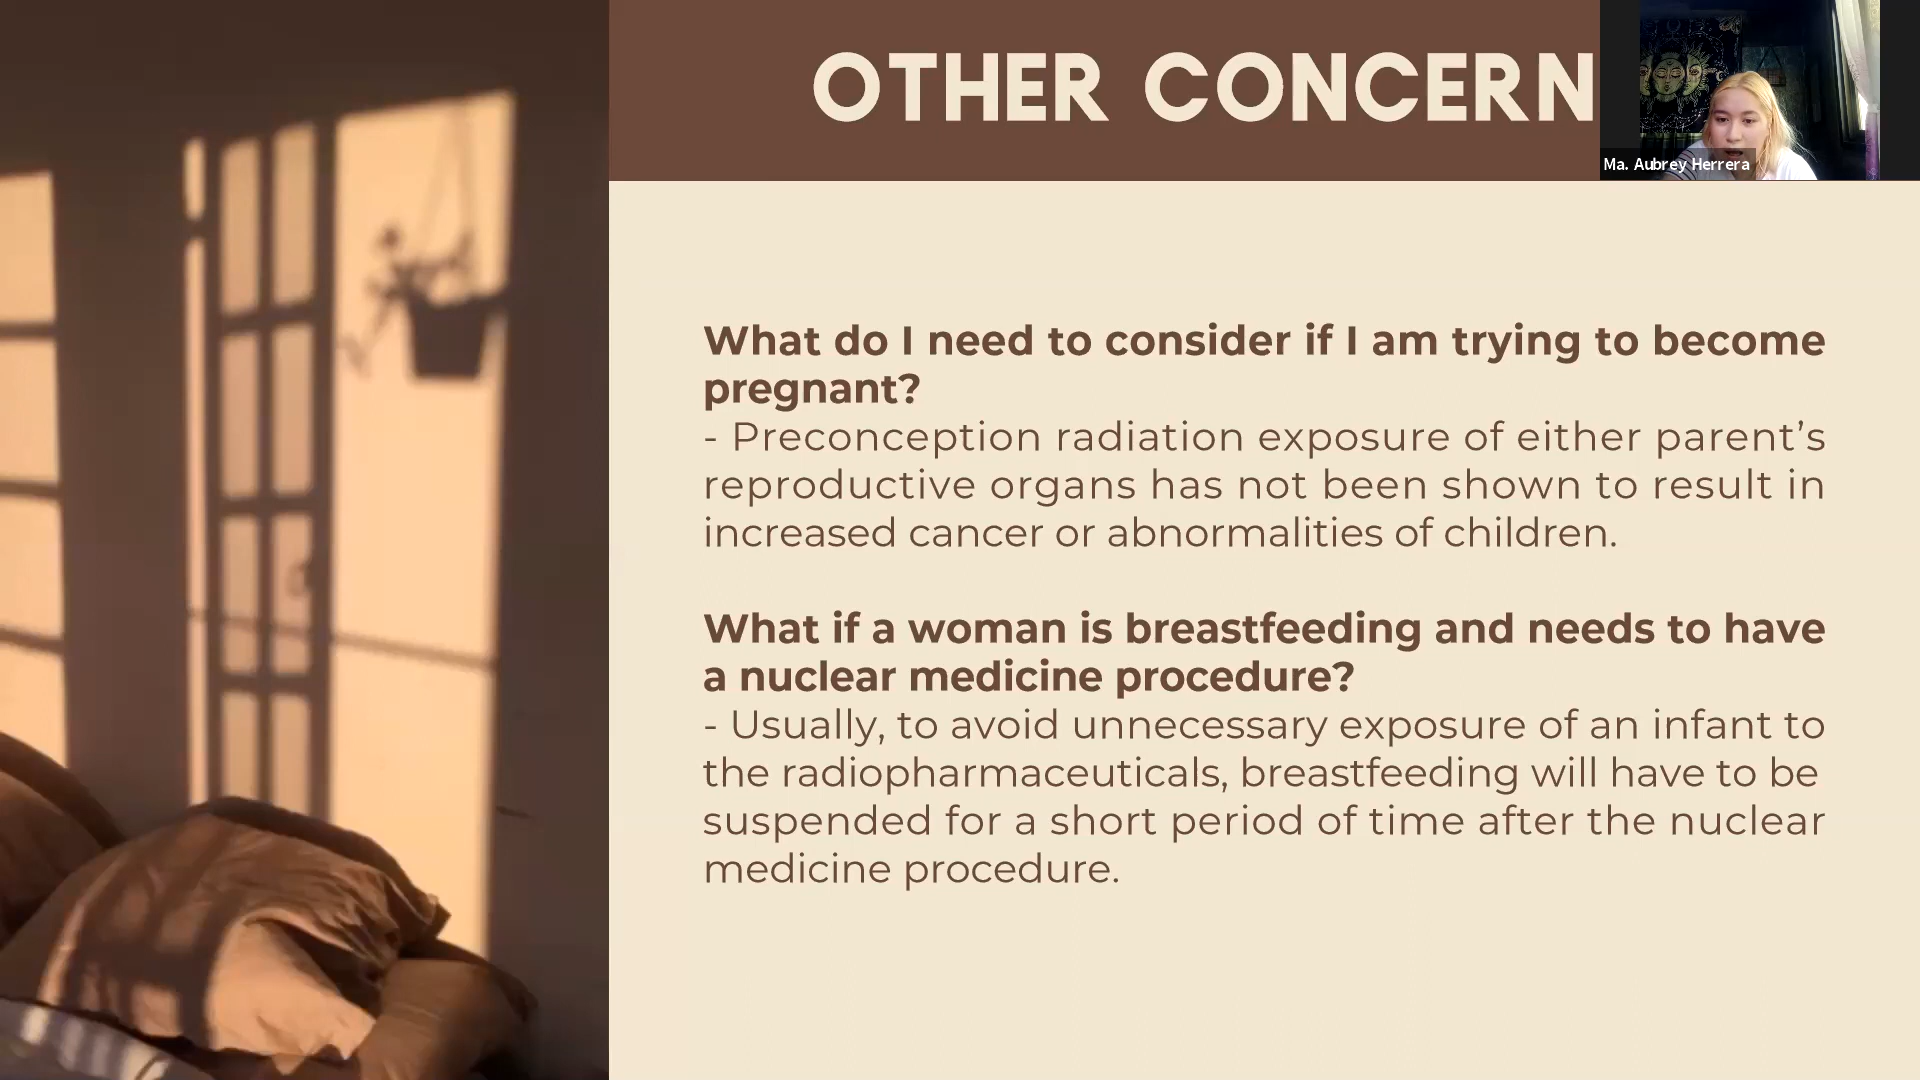 OTHER CONCERN
Ma. Aubrey Herrera
What do I need to consider if I am trying to become
pregnant?
- Preconception radiation exposure of either parent’s
reproductive organs has not been shown to result in
increased cancer or abnormalities of children.
What if a woman is breastfeeding and needs to have
a nuclear medicine procedure?
- Usually, to avoid unnecessary exposure of an infant to
the radiopharmaceuticals, breastfeeding will have to be
suspended for a short period of time after the nuclear
medicine procedure.